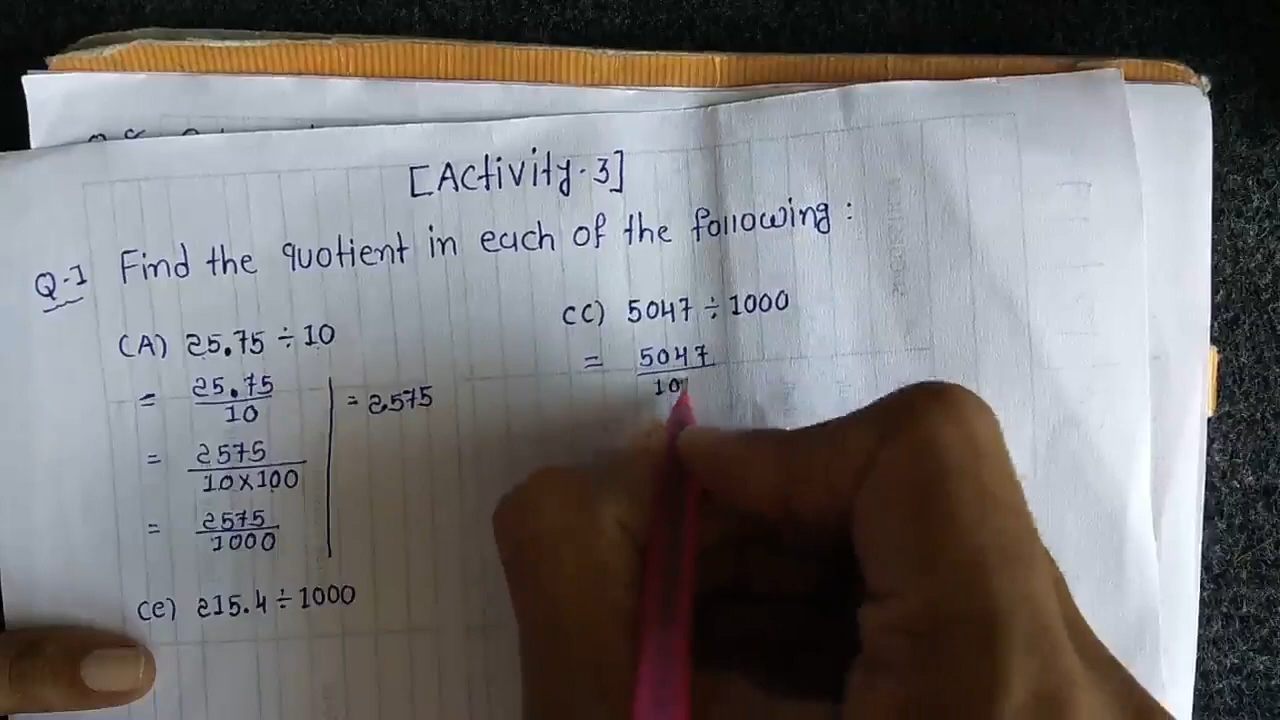 [Activity.3]
Q-1 Find the quotient in each of the following :
(A) 25.75 ÷ 10
= 25.75 / 10
= 2575 / 10×100
= 2575 / 1000
= 2.575
(C) 5047 ÷ 1000
= 5047 / 10
(e) 215.4 ÷ 1000